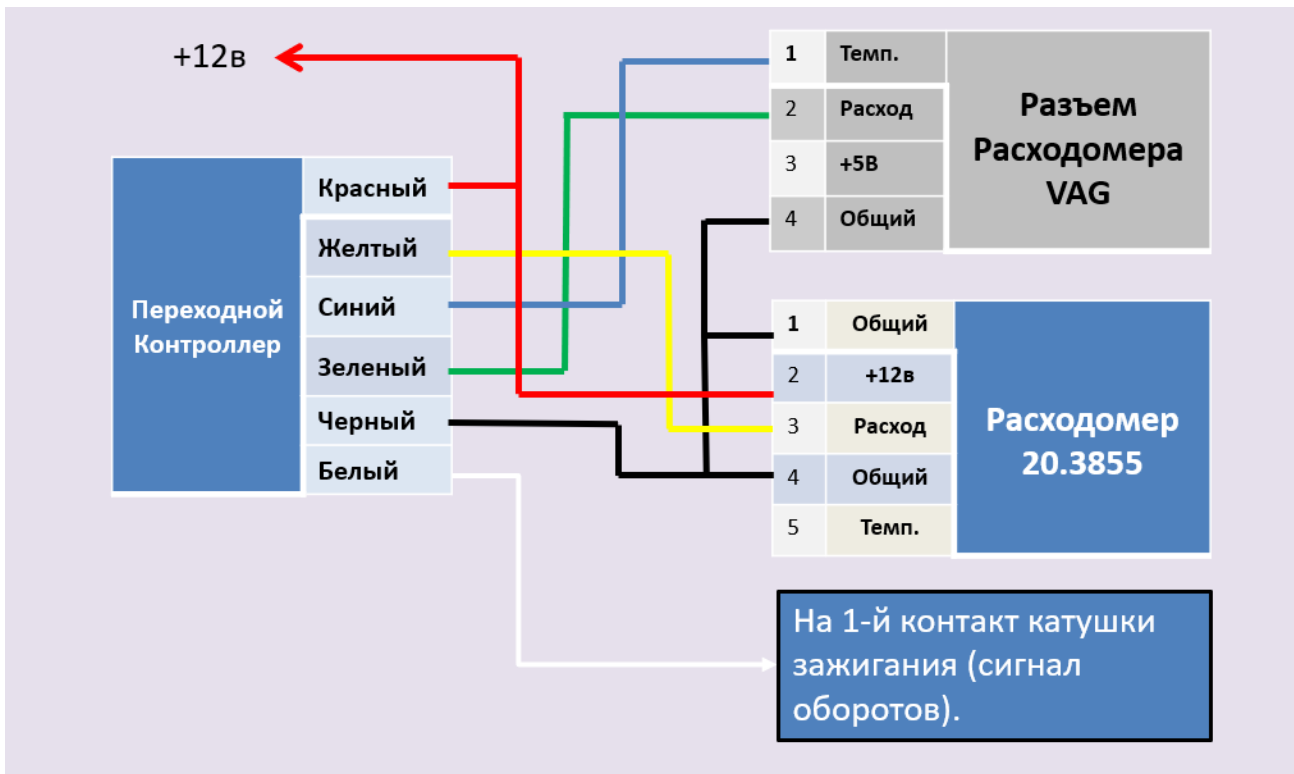 +12в
Переходной
Контроллер
Красный
Желтый
Синий
Зеленый
Черный
Белый
1 Темп.
2 Расход
3 +5В
4 Общий
Разъем
Расходомера
VAG
1 Общий
2 +12в
3 Расход
4 Общий
5 Темп.
Расходомер
20.3855
На 1-й контакт катушки
зажигания (сигнал
оборотов).